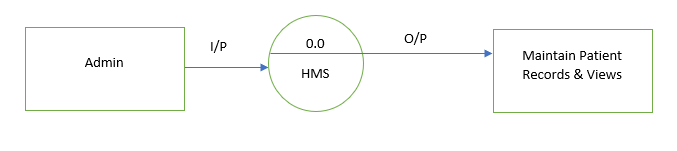 Admin
I/P
0.0
HMS
O/P
Maintain Patient
Records & Views